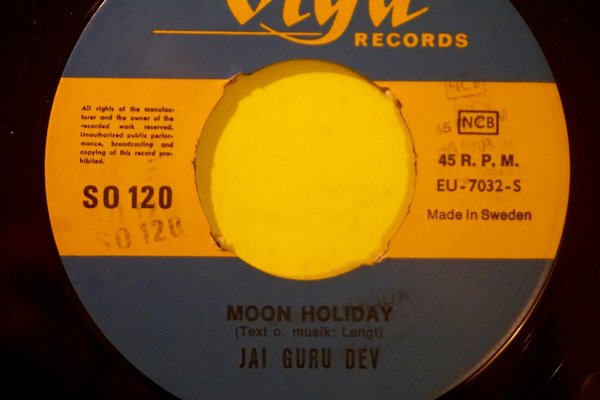 RECORDS
All rights of the manufac-
turer and the owner of the
recorded work reserved.
Unauthorized public perfor-
mance, broadcasting and
copying of this record pro-
hibited.
SO 120
SO 120
NCB
NCB
45 R. P. M.
EU-7032-S
Made in Sweden
MOON HOLIDAY
(Text o. musik: Lengt)
JAI GURU DEV